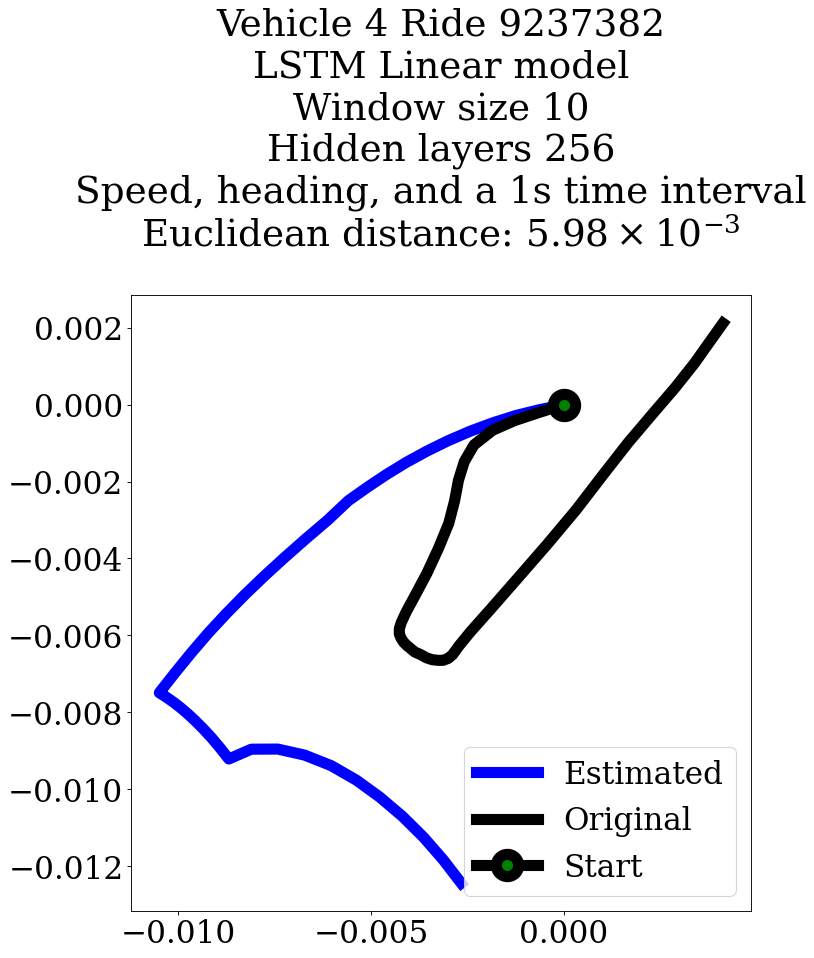 Vehicle 4 Ride 9237382
LSTM Linear model
Window size 10
Hidden layers 256
Speed, heading, and a 1s time interval
Euclidean distance: 5.98 × 10⁻³
0.002
0.000
−0.002
−0.004
−0.006
−0.008
−0.010
−0.012
Estimated
Original
Start
−0.010
−0.005
0.000